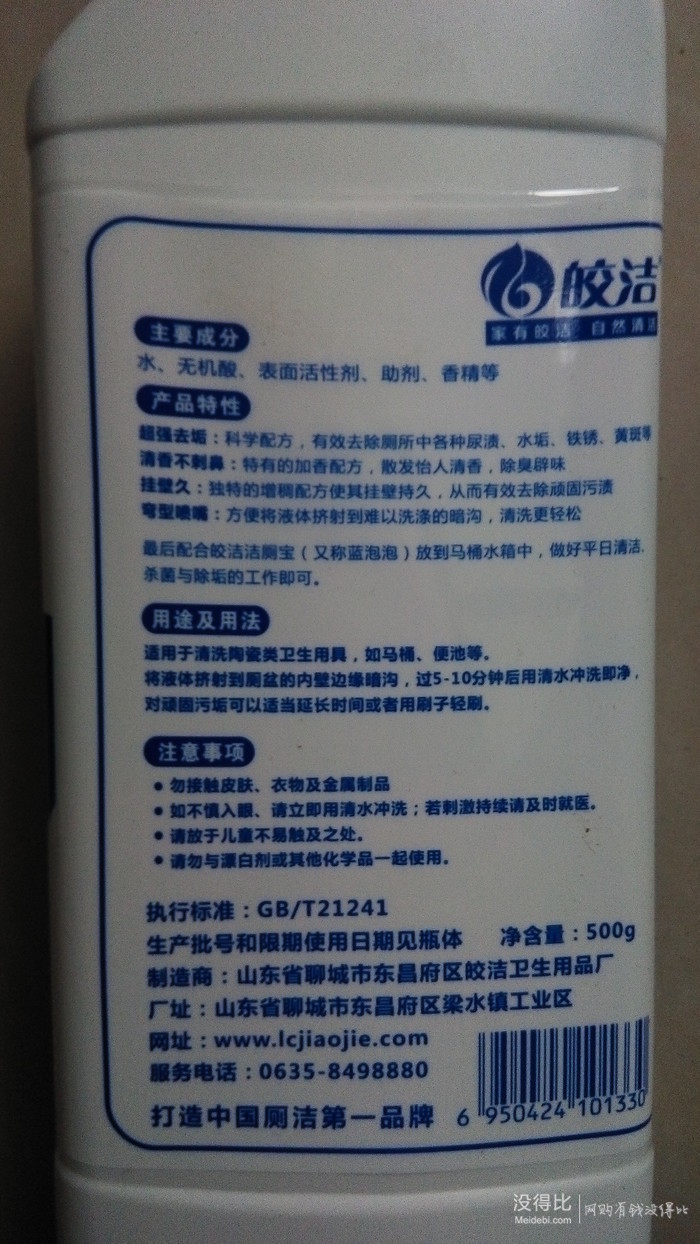 皎洁
家有皎洁 自然清洁
主要成分
水、无机酸、表面活性剂、助剂、香精等
产品特性
超强去垢：科学配方，有效去除厕所中各种尿渍、水垢、铁锈、黄斑等
清香不刺鼻：特有的加香配方，散发怡人清香，除臭辟味
挂壁久：独特的增稠配方使其挂壁持久，从而有效去除顽固污渍
弯型喷嘴：方便将液体挤射到难以洗涤的暗沟，清洗更轻松
最后配合皎洁洁厕宝（又称蓝泡泡）放到马桶水箱中，做好平日清洁、
杀菌与除垢的工作即可。
用途及用法
适用于清洗陶瓷类卫生用具，如马桶、便池等。
将液体挤射到厕盆的内壁边缘暗沟，过5-10分钟后用清水冲洗即净，
对顽固污垢可以适当延长时间或者用刷子轻刷。
注意事项
• 勿接触皮肤、衣物及金属制品
• 如不慎入眼、请立即用清水冲洗；若刺激持续请及时就医。
• 请放于儿童不易触及之处。
• 请勿与漂白剂或其他化学品一起使用。
执行标准：GB/T21241
生产批号和限期使用日期见瓶体 净含量：500g
制造商：山东省聊城市东昌府区皎洁卫生用品厂
厂址：山东省聊城市东昌府区梁水镇工业区
网址：www.lcjiaojie.com
服务电话：0635-8498880
打造中国厕洁第一品牌
6 950424 101330
没得比 网购有钱没得比
Meidebi.com